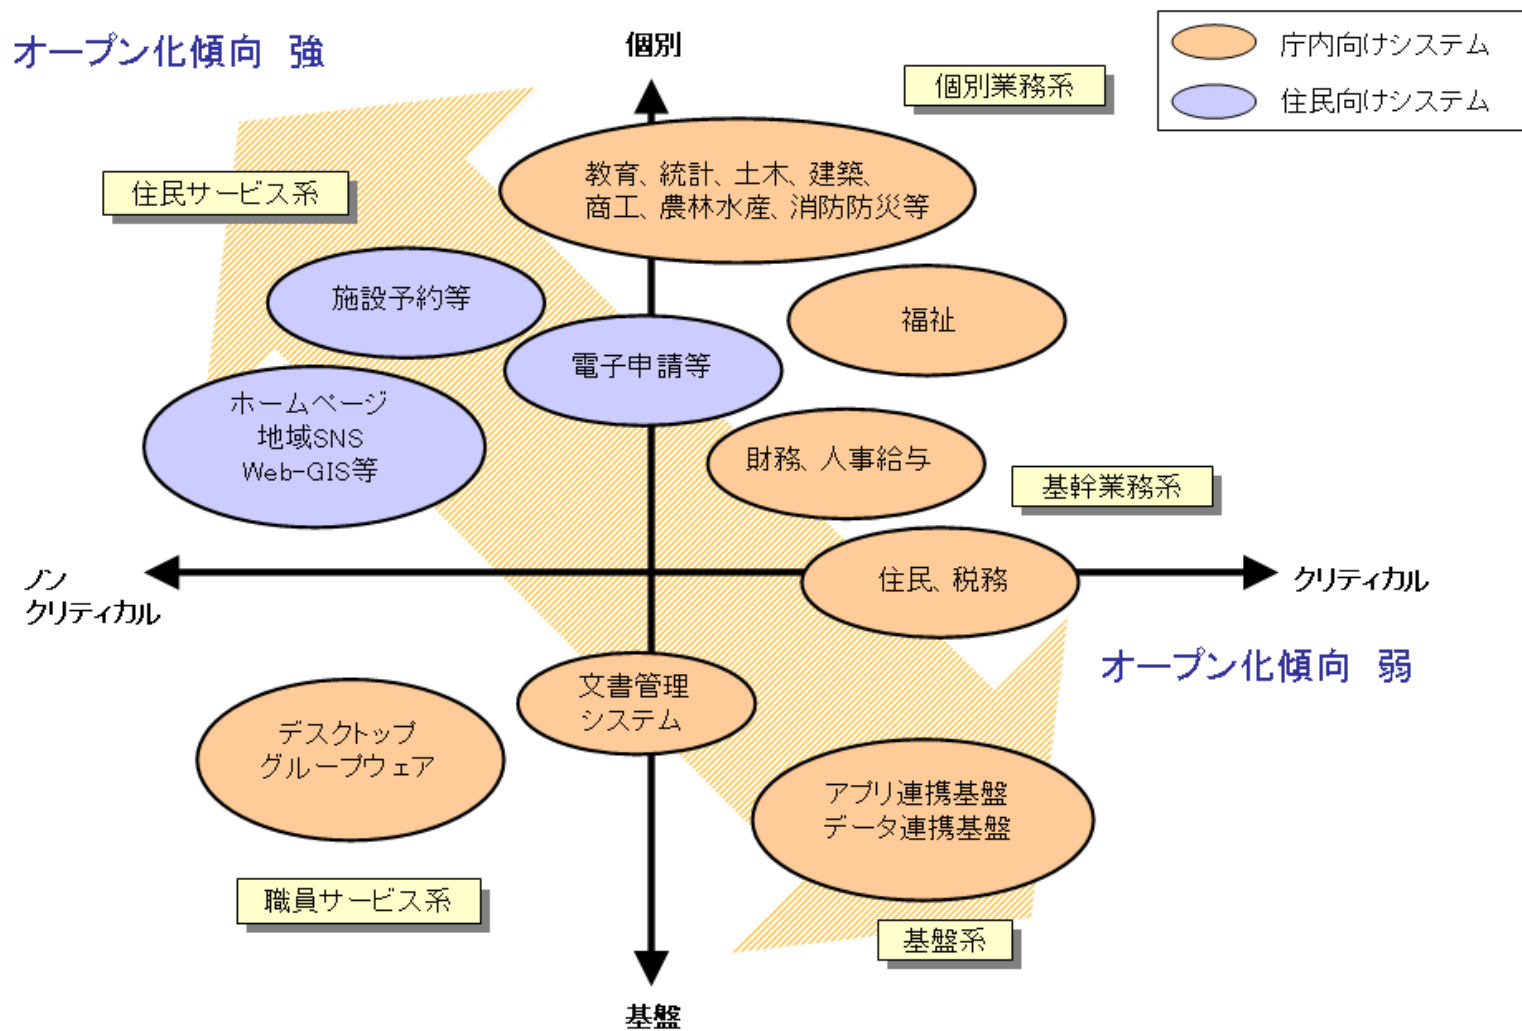 オープン化傾向 強
個別
庁内向けシステム
住民向けシステム
個別業務系
教育、統計、土木、建築、
商工、農林水産、消防防災等
住民サービス系
施設予約等
福祉
電子申請等
ホームページ
地域SNS
Web-GIS等
財務、人事給与
基幹業務系
ノン
クリティカル
住民、税務
クリティカル
オープン化傾向 弱
文書管理
システム
デスクトップ
グループウェア
アプリ連携基盤
データ連携基盤
職員サービス系
基盤系
基盤